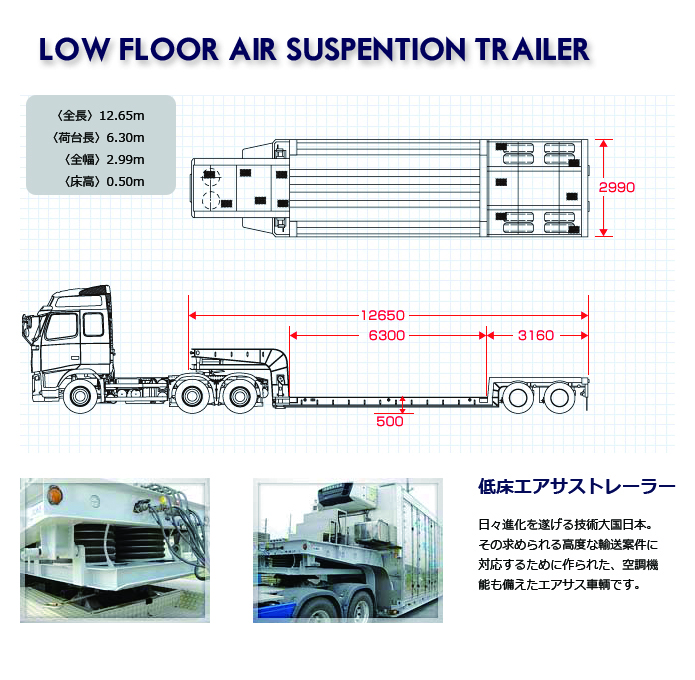 LOW FLOOR AIR SUSPENTION TRAILER
〈全長〉12.65m
〈荷台長〉6.30m
〈全幅〉2.99m
〈床高〉0.50m
2990
12650
6300
3160
500
低床エアサストレーラー
日々進化を遂げる技術大国日本。
その求められる高度な輸送案件に
対応するために作られた、空調機
能も備えたエアサス車輌です。